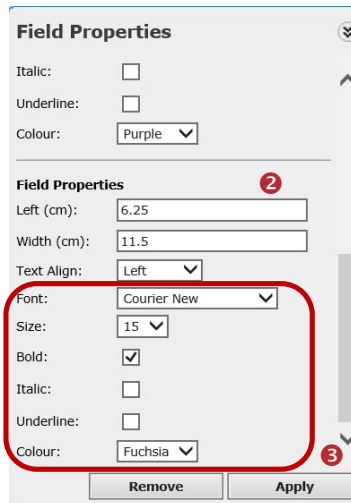 Field Properties
Italic:
Underline:
Colour: Purple
Field Properties 2
Left (cm): 6.25
Width (cm): 11.5
Text Align: Left
Font: Courier New
Size: 15
Bold:
Italic:
Underline:
Colour: Fuchsia 3
Remove Apply